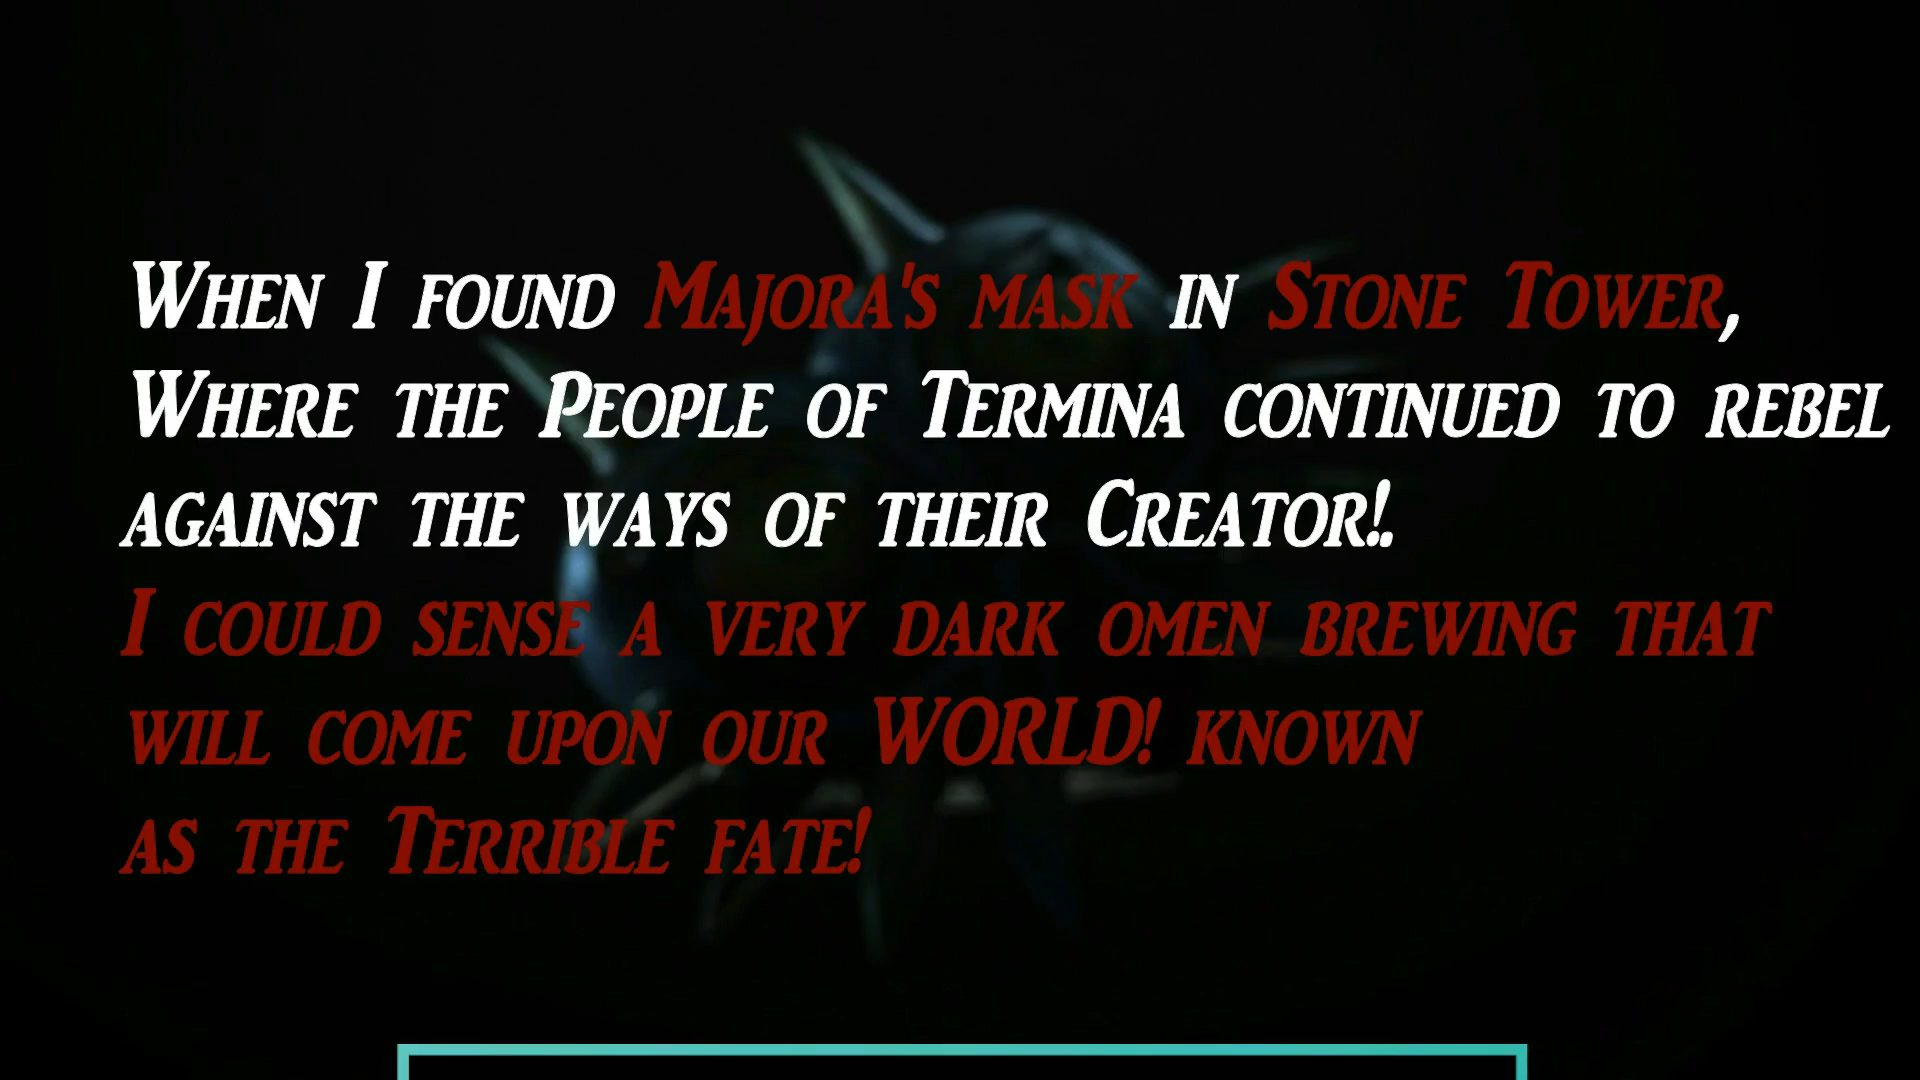 When I found Majora's mask in Stone Tower,
Where the People of Termina continued to rebel
against the ways of their Creator!.
I could sense a very dark omen brewing that
will come upon our WORLD! known
as the Terrible fate!